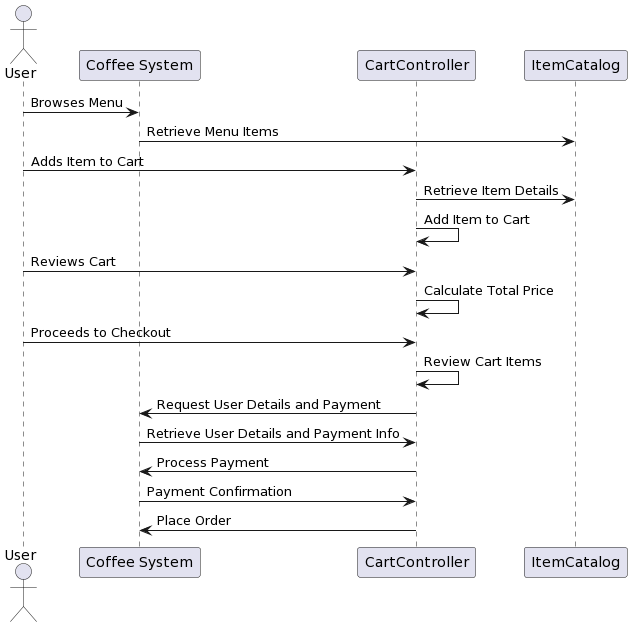 User
Coffee System
CartController
ItemCatalog
Browses Menu
Retrieve Menu Items
Adds Item to Cart
Retrieve Item Details
Add Item to Cart
Reviews Cart
Calculate Total Price
Proceeds to Checkout
Review Cart Items
Request User Details and Payment
Retrieve User Details and Payment Info
Process Payment
Payment Confirmation
Place Order
User
Coffee System
CartController
ItemCatalog